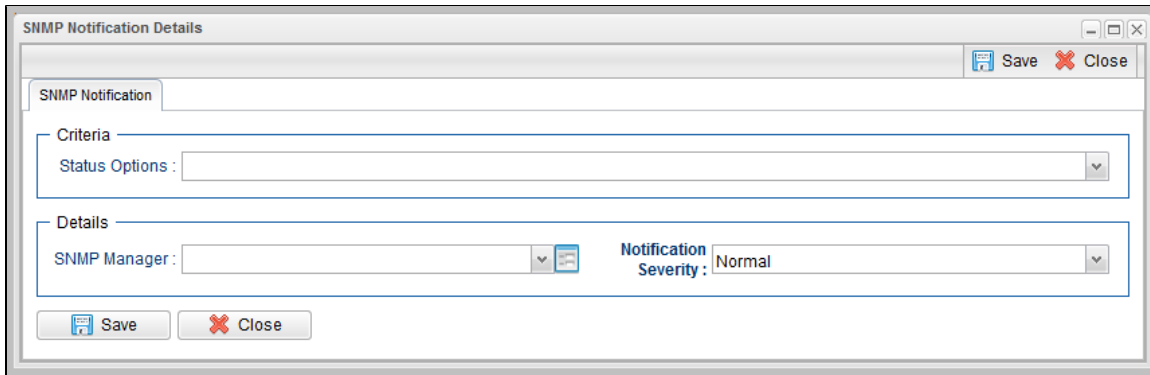 SNMP Notification Details
Save Close
SNMP Notification
Criteria
Status Options :
Details
SNMP Manager : Notification Severity : Normal
Save Close